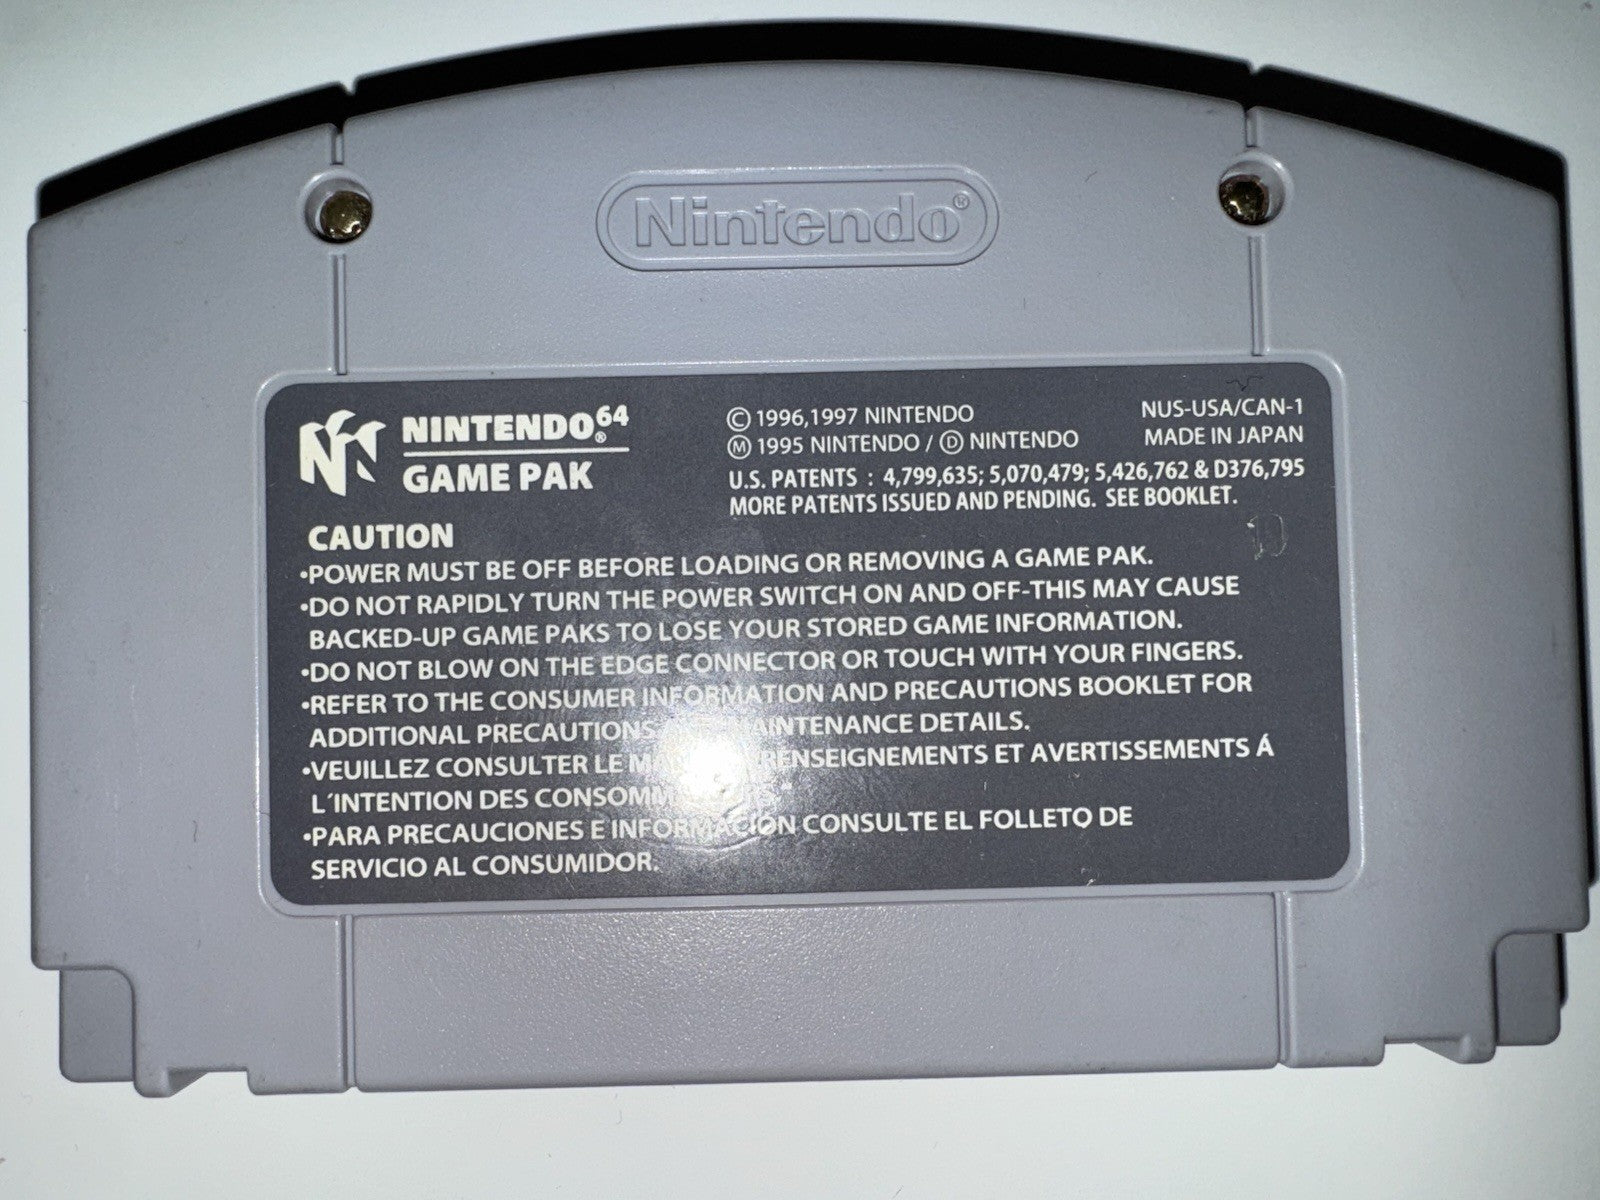 Nintendo®
NINTENDO®64
GAME PAK
© 1996,1997 NINTENDO
Ⓜ 1995 NINTENDO / Ⓓ NINTENDO
NUS-USA/CAN-1
MADE IN JAPAN
U.S. PATENTS : 4,799,635; 5,070,479; 5,426,762 & D376,795
MORE PATENTS ISSUED AND PENDING. SEE BOOKLET.
10
CAUTION
•POWER MUST BE OFF BEFORE LOADING OR REMOVING A GAME PAK.
•DO NOT RAPIDLY TURN THE POWER SWITCH ON AND OFF-THIS MAY CAUSE
BACKED-UP GAME PAKS TO LOSE YOUR STORED GAME INFORMATION.
•DO NOT BLOW ON THE EDGE CONNECTOR OR TOUCH WITH YOUR FINGERS.
•REFER TO THE CONSUMER INFORMATION AND PRECAUTIONS BOOKLET FOR
ADDITIONAL PRECAUTIONS MAINTENANCE DETAILS.
•VEUILLEZ CONSULTER LE RENSEIGNEMENTS ET AVERTISSEMENTS Á
L´INTENTION DES
•PARA PRECAUCIONES E INFORMACIÓN CONSULTE EL FOLLETO DE
SERVICIO AL CONSUMIDOR.